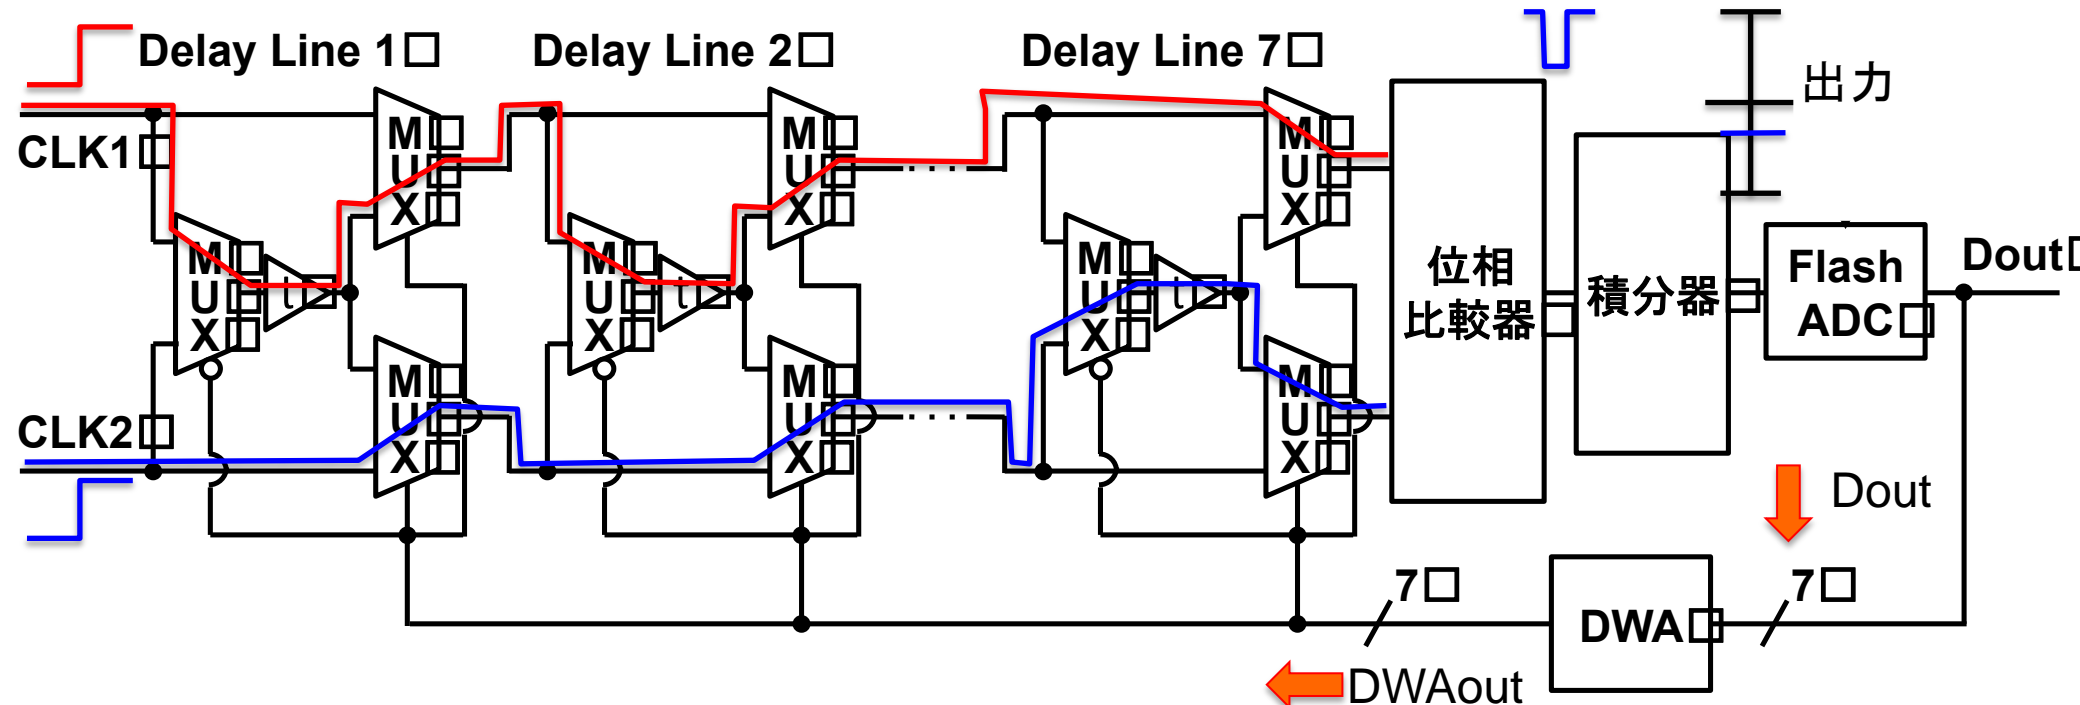 Delay Line 1□
Delay Line 2□
Delay Line 7□
出力
CLK1□
M□
U□
X□
M□
U□
X□
M□
U□
X□
M□
U□
X□
τ□
M□
U□
X□
τ□
M□
U□
X□
τ
位相
比較器□
積分器□
Flash
ADC□
Dout□
CLK2□
M□
U□
X□
M□
U□
X□
M□
U□
X□
Dout
7□
7□
DWA□
DWAout